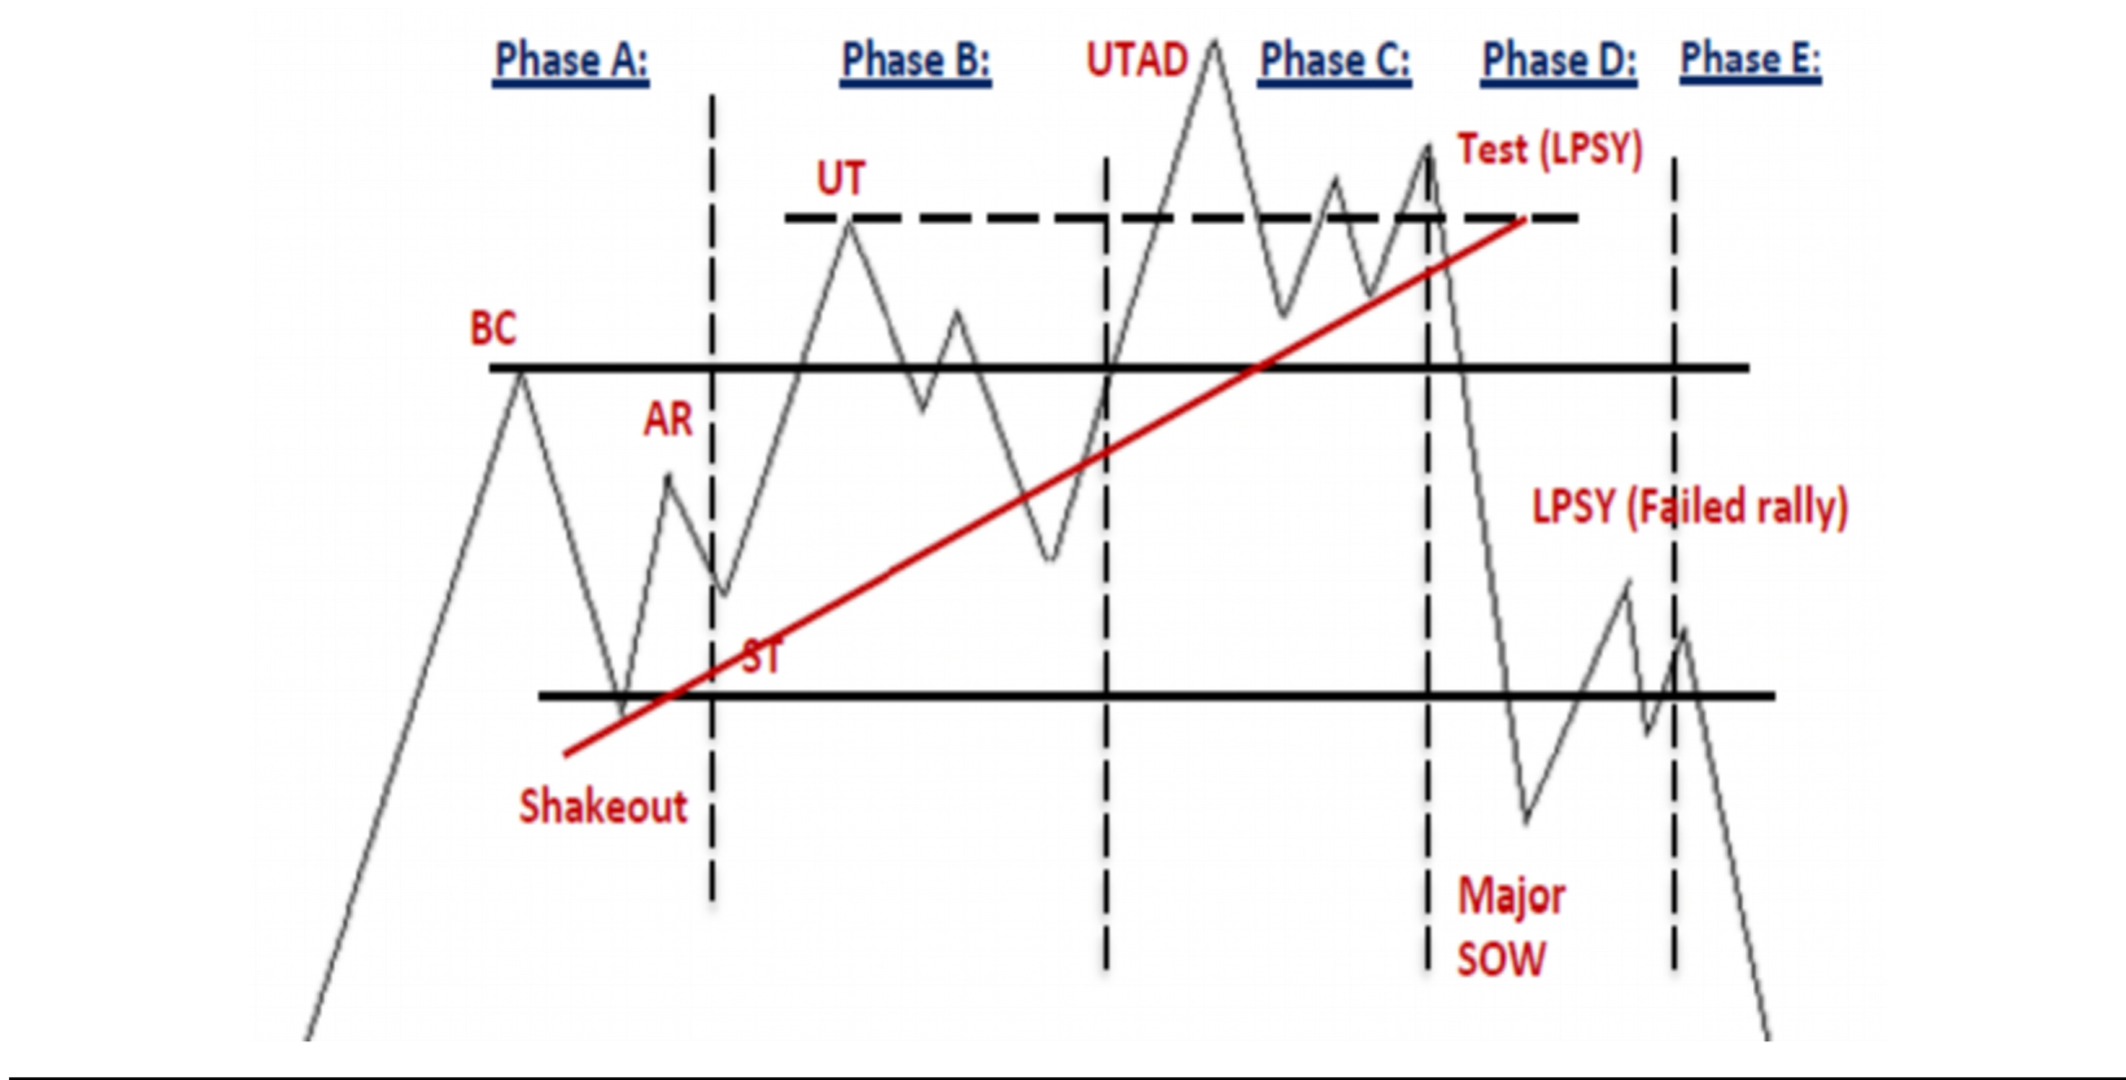 Phase A:
Phase B:
UTAD
Phase C:
Phase D:
Phase E:
Test (LPSY)
UT
BC
AR
LPSY (Failed rally)
ST
Shakeout
Major
SOW